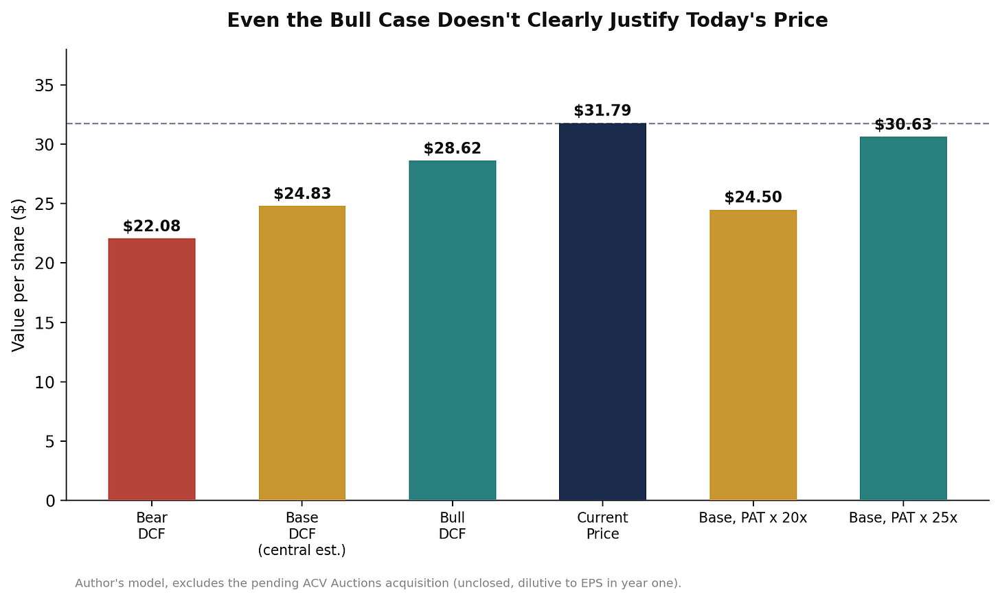 Even the Bull Case Doesn't Clearly Justify Today's Price
Value per share ($)
35
30
25
20
15
10
5
0
$22.08
$24.83
$28.62
$31.79
$24.50
$30.63
Bear
DCF
Base
DCF
(central est.)
Bull
DCF
Current
Price
Base, PAT x 20x
Base, PAT x 25x
Author's model, excludes the pending ACV Auctions acquisition (unclosed, dilutive to EPS in year one).